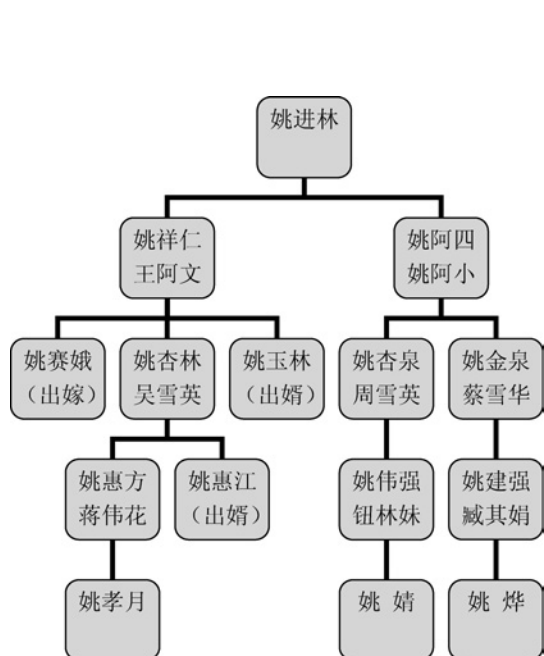 姚进林
姚祥仁
王阿文
姚阿四
姚阿小
姚赛娥
（出嫁）
姚杏林
吴雪英
姚玉林
（出婿）
姚杏泉
周雪英
姚金泉
蔡雪华
姚惠方
蒋伟花
姚惠江
（出婿）
姚伟强
钮林妹
姚建强
臧其娟
姚孝月
姚 婧
姚 烨